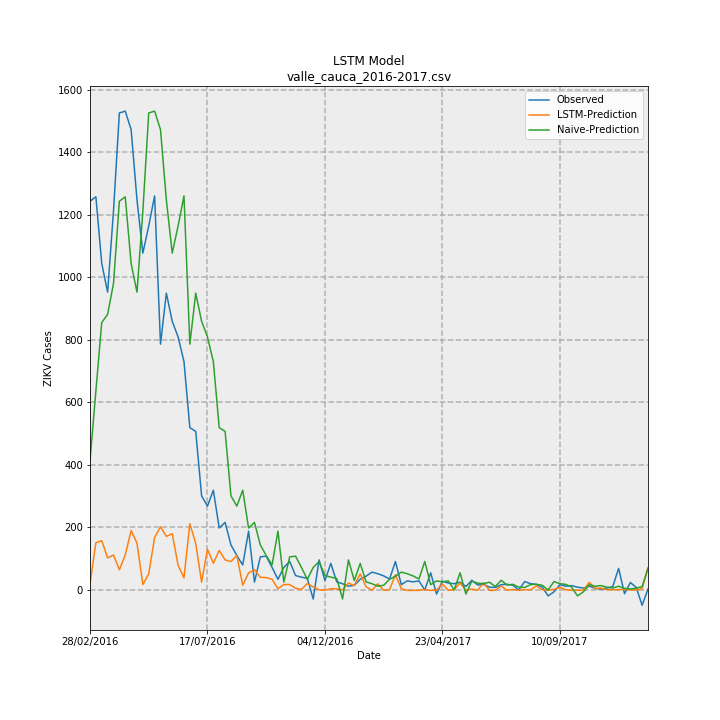 LSTM Model
valle_cauca_2016-2017.csv
Observed
LSTM-Prediction
Naive-Prediction
1600
1400
1200
1000
800
600
400
200
0
ZIKV Cases
28/02/2016
17/07/2016
04/12/2016
23/04/2017
10/09/2017
Date